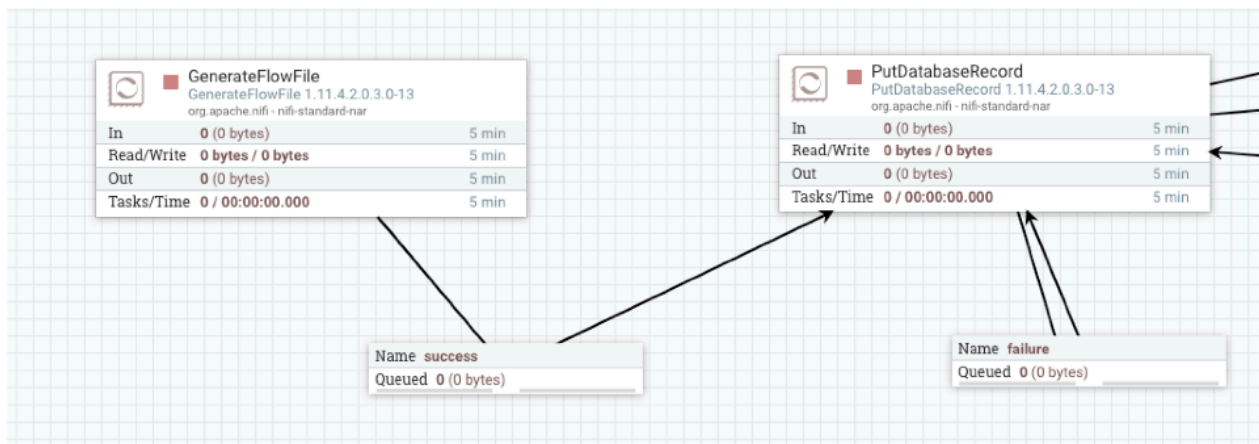 GenerateFlowFile
GenerateFlowFile 1.11.4.2.0.3.0-13
org.apache.nifi - nifi-standard-nar
In 0 (0 bytes) 5 min
Read/Write 0 bytes / 0 bytes 5 min
Out 0 (0 bytes) 5 min
Tasks/Time 0 / 00:00:00.000 5 min
PutDatabaseRecord
PutDatabaseRecord 1.11.4.2.0.3.0-13
org.apache.nifi - nifi-standard-nar
In 0 (0 bytes) 5 min
Read/Write 0 bytes / 0 bytes 5 min
Out 0 (0 bytes) 5 min
Tasks/Time 0 / 00:00:00.000 5 min
Name success
Queued 0 (0 bytes)
Name failure
Queued 0 (0 bytes)